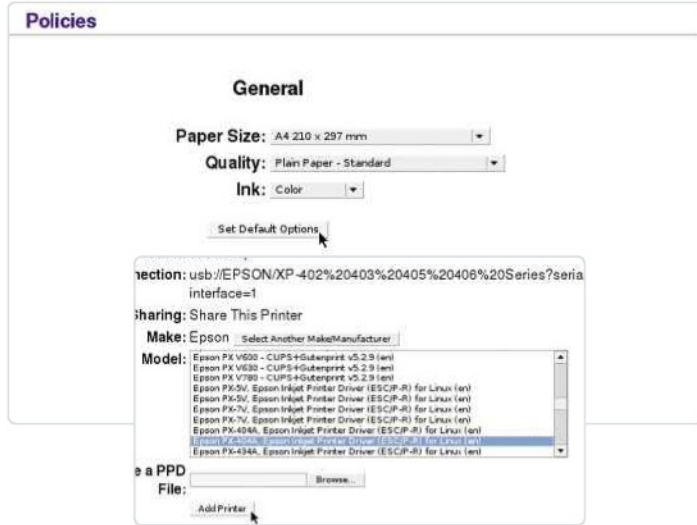 Policies
General
Paper Size: A4 210 x 297 mm
Quality: Plain Paper - Standard
Ink: Color
Set Default Options
nection: usb://EPSON/XP-402%20403%20405%20406%20Series?seria
interface=1
Sharing: Share This Printer
Make: Epson Select Another Make/Manufacturer
Model: Epson PX V600 - CUPS+Gutenprint v5.2.9 (en)
Epson PX V630 - CUPS+Gutenprint v5.2.9 (en)
Epson PX V780 - CUPS+Gutenprint v5.2.9 (en)
Epson PX-5V, Epson Inkjet Printer Driver (ESC/P-R) for Linux (en)
Epson PX-5V, Epson Inkjet Printer Driver (ESC/P-R) for Linux (en)
Epson PX-7V, Epson Inkjet Printer Driver (ESC/P-R) for Linux (en)
Epson PX-7V, Epson Inkjet Printer Driver (ESC/P-R) for Linux (en)
Epson PX-404A, Epson Inkjet Printer Driver (ESC/P-R) for Linux (en)
Epson PX-404A, Epson Inkjet Printer Driver (ESC/P-R) for Linux (en)
Epson PX-434A, Epson Inkjet Printer Driver (ESC/P-R) for Linux (en)
e a PPD
File: Browse...
Add Printer